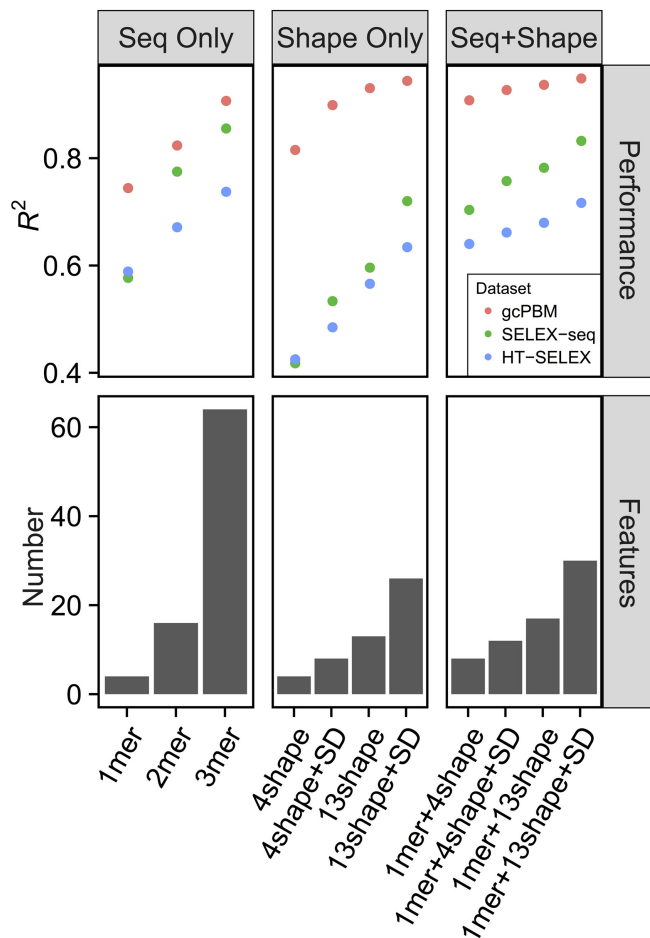 Seq Only
Shape Only
Seq+Shape
Performance
R²
0.8
0.6
0.4
Dataset
gcPBM
SELEX−seq
HT−SELEX
Features
Number
60
40
20
0
1mer
2mer
3mer
4shape
4shape+SD
13shape
13shape+SD
1mer+4shape
1mer+4shape+SD
1mer+13shape
1mer+13shape+SD